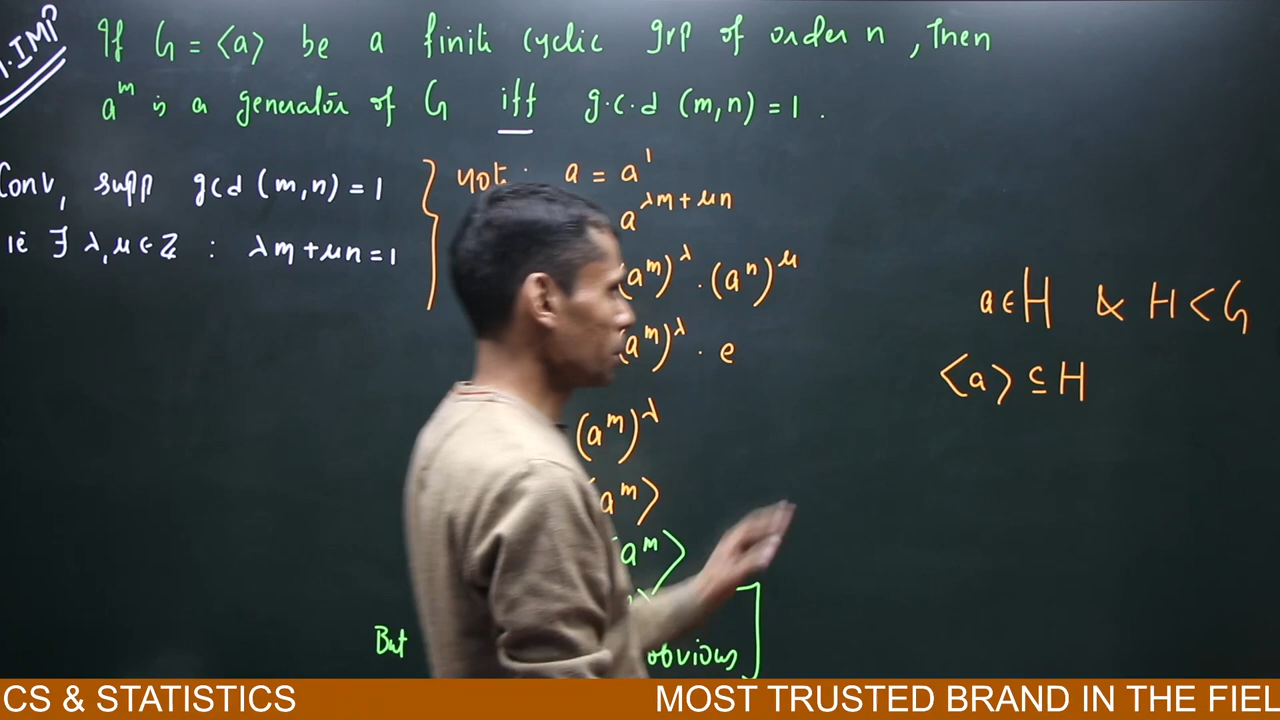 V.IMP
If G = <a> be a finite cyclic grp of order n , Then
a^m is a generator of G iff g.c.d (m,n) = 1 .
Conv, supp gcd (m,n) = 1
ie ∃ λ,μ ∈ ℤ : λm + μn = 1
not : a = a^1
a^{λm + μn}
(a^m)^λ . (a^n)^μ
(a^m)^λ . e
(a^m)^λ
a^m>
a^m>
But obvious
a ∈ H & H < G
<a> ⊆ H
CS & STATISTICS MOST TRUSTED BRAND IN THE FIEL